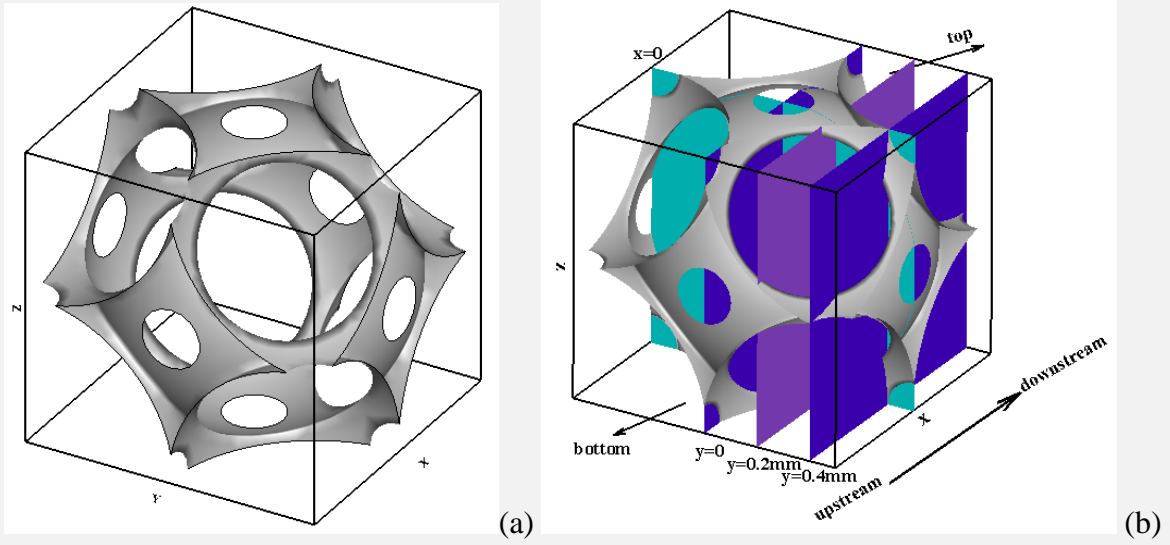 z
Y
x
(a)
x=0
top
z
bottom
y=0
y=0.2mm
y=0.4mm
x
upstream
downstream
(b)